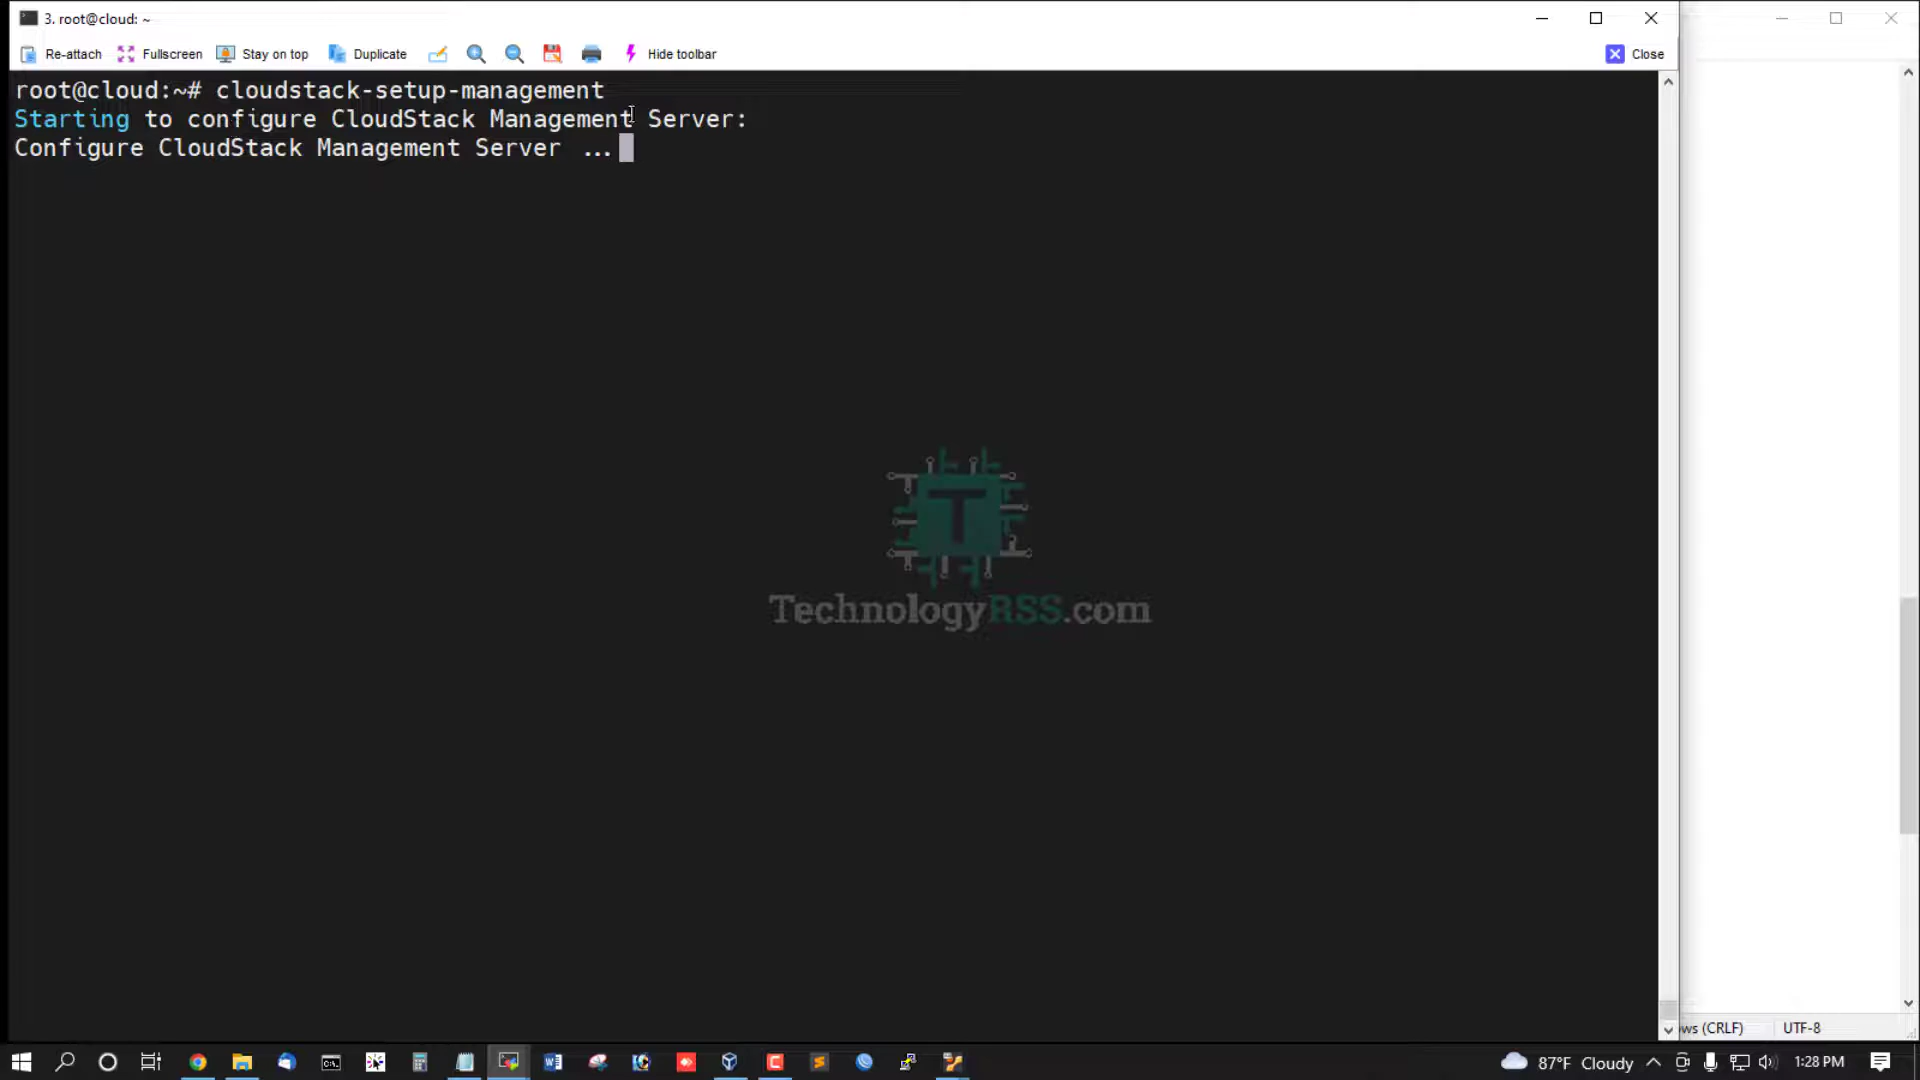 3. root@cloud: ~
Re-attach Fullscreen Stay on top Duplicate Hide toolbar Close
root@cloud:~# cloudstack-setup-management
Starting to configure CloudStack Management Server:
Configure CloudStack Management Server ...
T
TechnologyRSS.com
ows (CRLF) UTF-8
87°F Cloudy 1:28 PM